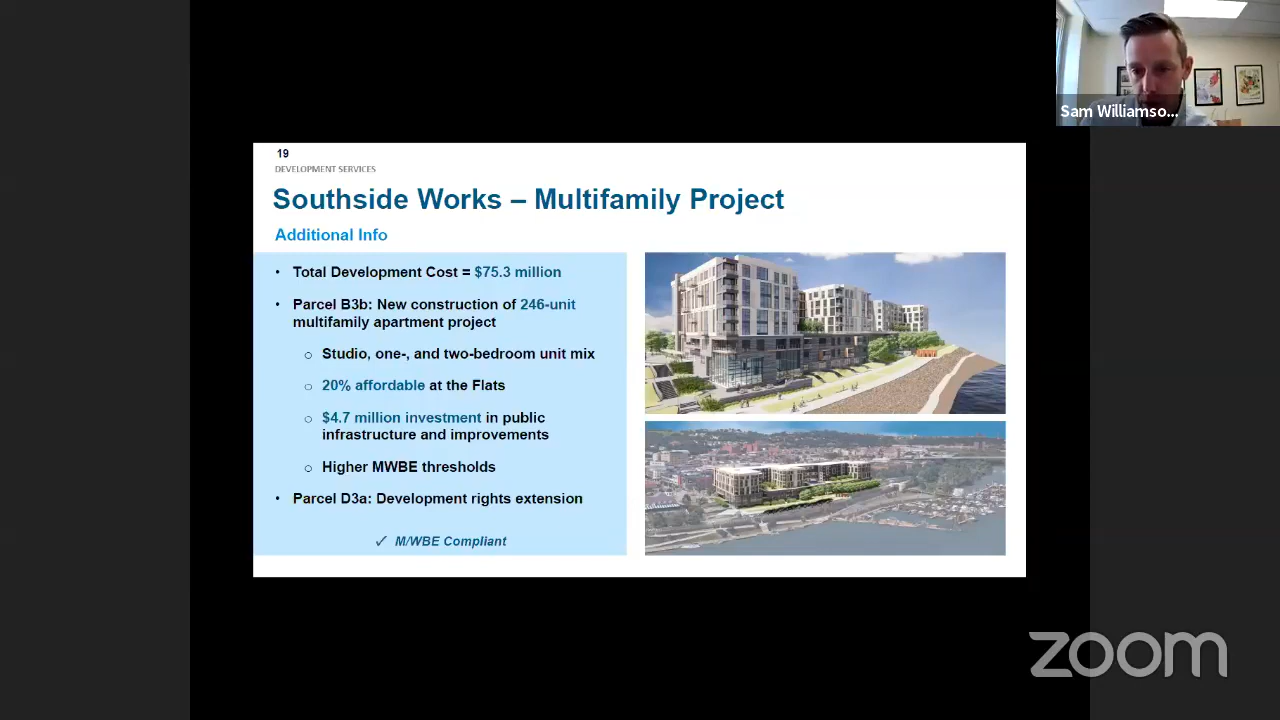 Sam Williamso...
19
DEVELOPMENT SERVICES
Southside Works – Multifamily Project
Additional Info
• Total Development Cost = $75.3 million
• Parcel B3b: New construction of 246-unit
multifamily apartment project
o Studio, one-, and two-bedroom unit mix
o 20% affordable at the Flats
o $4.7 million investment in public
infrastructure and improvements
o Higher MWBE thresholds
• Parcel D3a: Development rights extension
✓ M/WBE Compliant
zoom